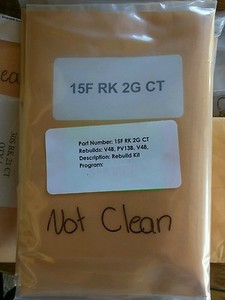 15F RK 2G CT
Part Number: 15F RK 2G CT
Rebuilds: V48, PV138, V48,
Description: Rebuild Kit
Program:
Not Clean